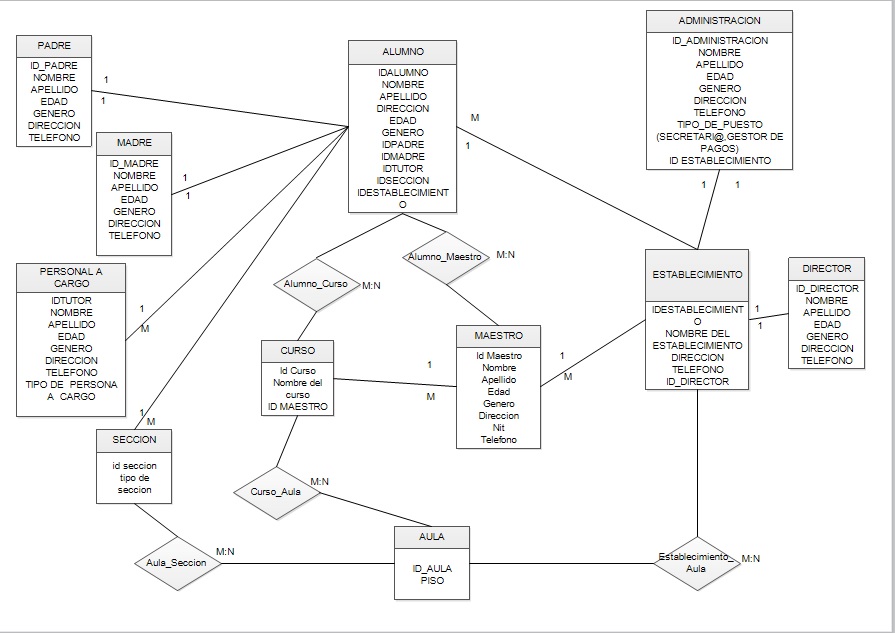 PADRE
ID_PADRE
NOMBRE
APELLIDO
EDAD
GENERO
DIRECCION
TELEFONO
1
1
MADRE
ID_MADRE
NOMBRE
APELLIDO
EDAD
GENERO
DIRECCION
TELEFONO
1
1
PERSONAL A
CARGO
IDTUTOR
NOMBRE
APELLIDO
EDAD
GENERO
DIRECCION
TELEFONO
TIPO DE PERSONA
A CARGO
1
M
SECCION
id seccion
tipo de
seccion
1
M
ALUMNO
IDALUMNO
NOMBRE
APELLIDO
DIRECCION
EDAD
GENERO
IDPADRE
IDMADRE
IDTUTOR
IDSECCION
IDESTABLECIMIENT
O
M
1
ADMINISTRACION
ID_ADMINISTRACION
NOMBRE
APELLIDO
EDAD
GENERO
DIRECCION
TELEFONO
TIPO_DE_PUESTO
(SECRETARI@,GESTOR DE
PAGOS)
ID ESTABLECIMIENTO
1
1
Alumno_Curso
M:N
Alumno_Maestro
M:N
CURSO
Id Curso
Nombre del
curso
ID MAESTRO
1
M
MAESTRO
Id Maestro
Nombre
Apellido
Edad
Genero
Direccion
Nit
Telefono
1
M
ESTABLECIMIENTO
IDESTABLECIMIENT
O
NOMBRE DEL
ESTABLECIMIENTO
DIRECCION
TELEFONO
ID_DIRECTOR
1
1
DIRECTOR
ID_DIRECTOR
NOMBRE
APELLIDO
EDAD
GENERO
DIRECCION
TELEFONO
Curso_Aula
M:N
Aula_Seccion
M:N
AULA
ID_AULA
PISO
Establecimiento_
Aula
M:N